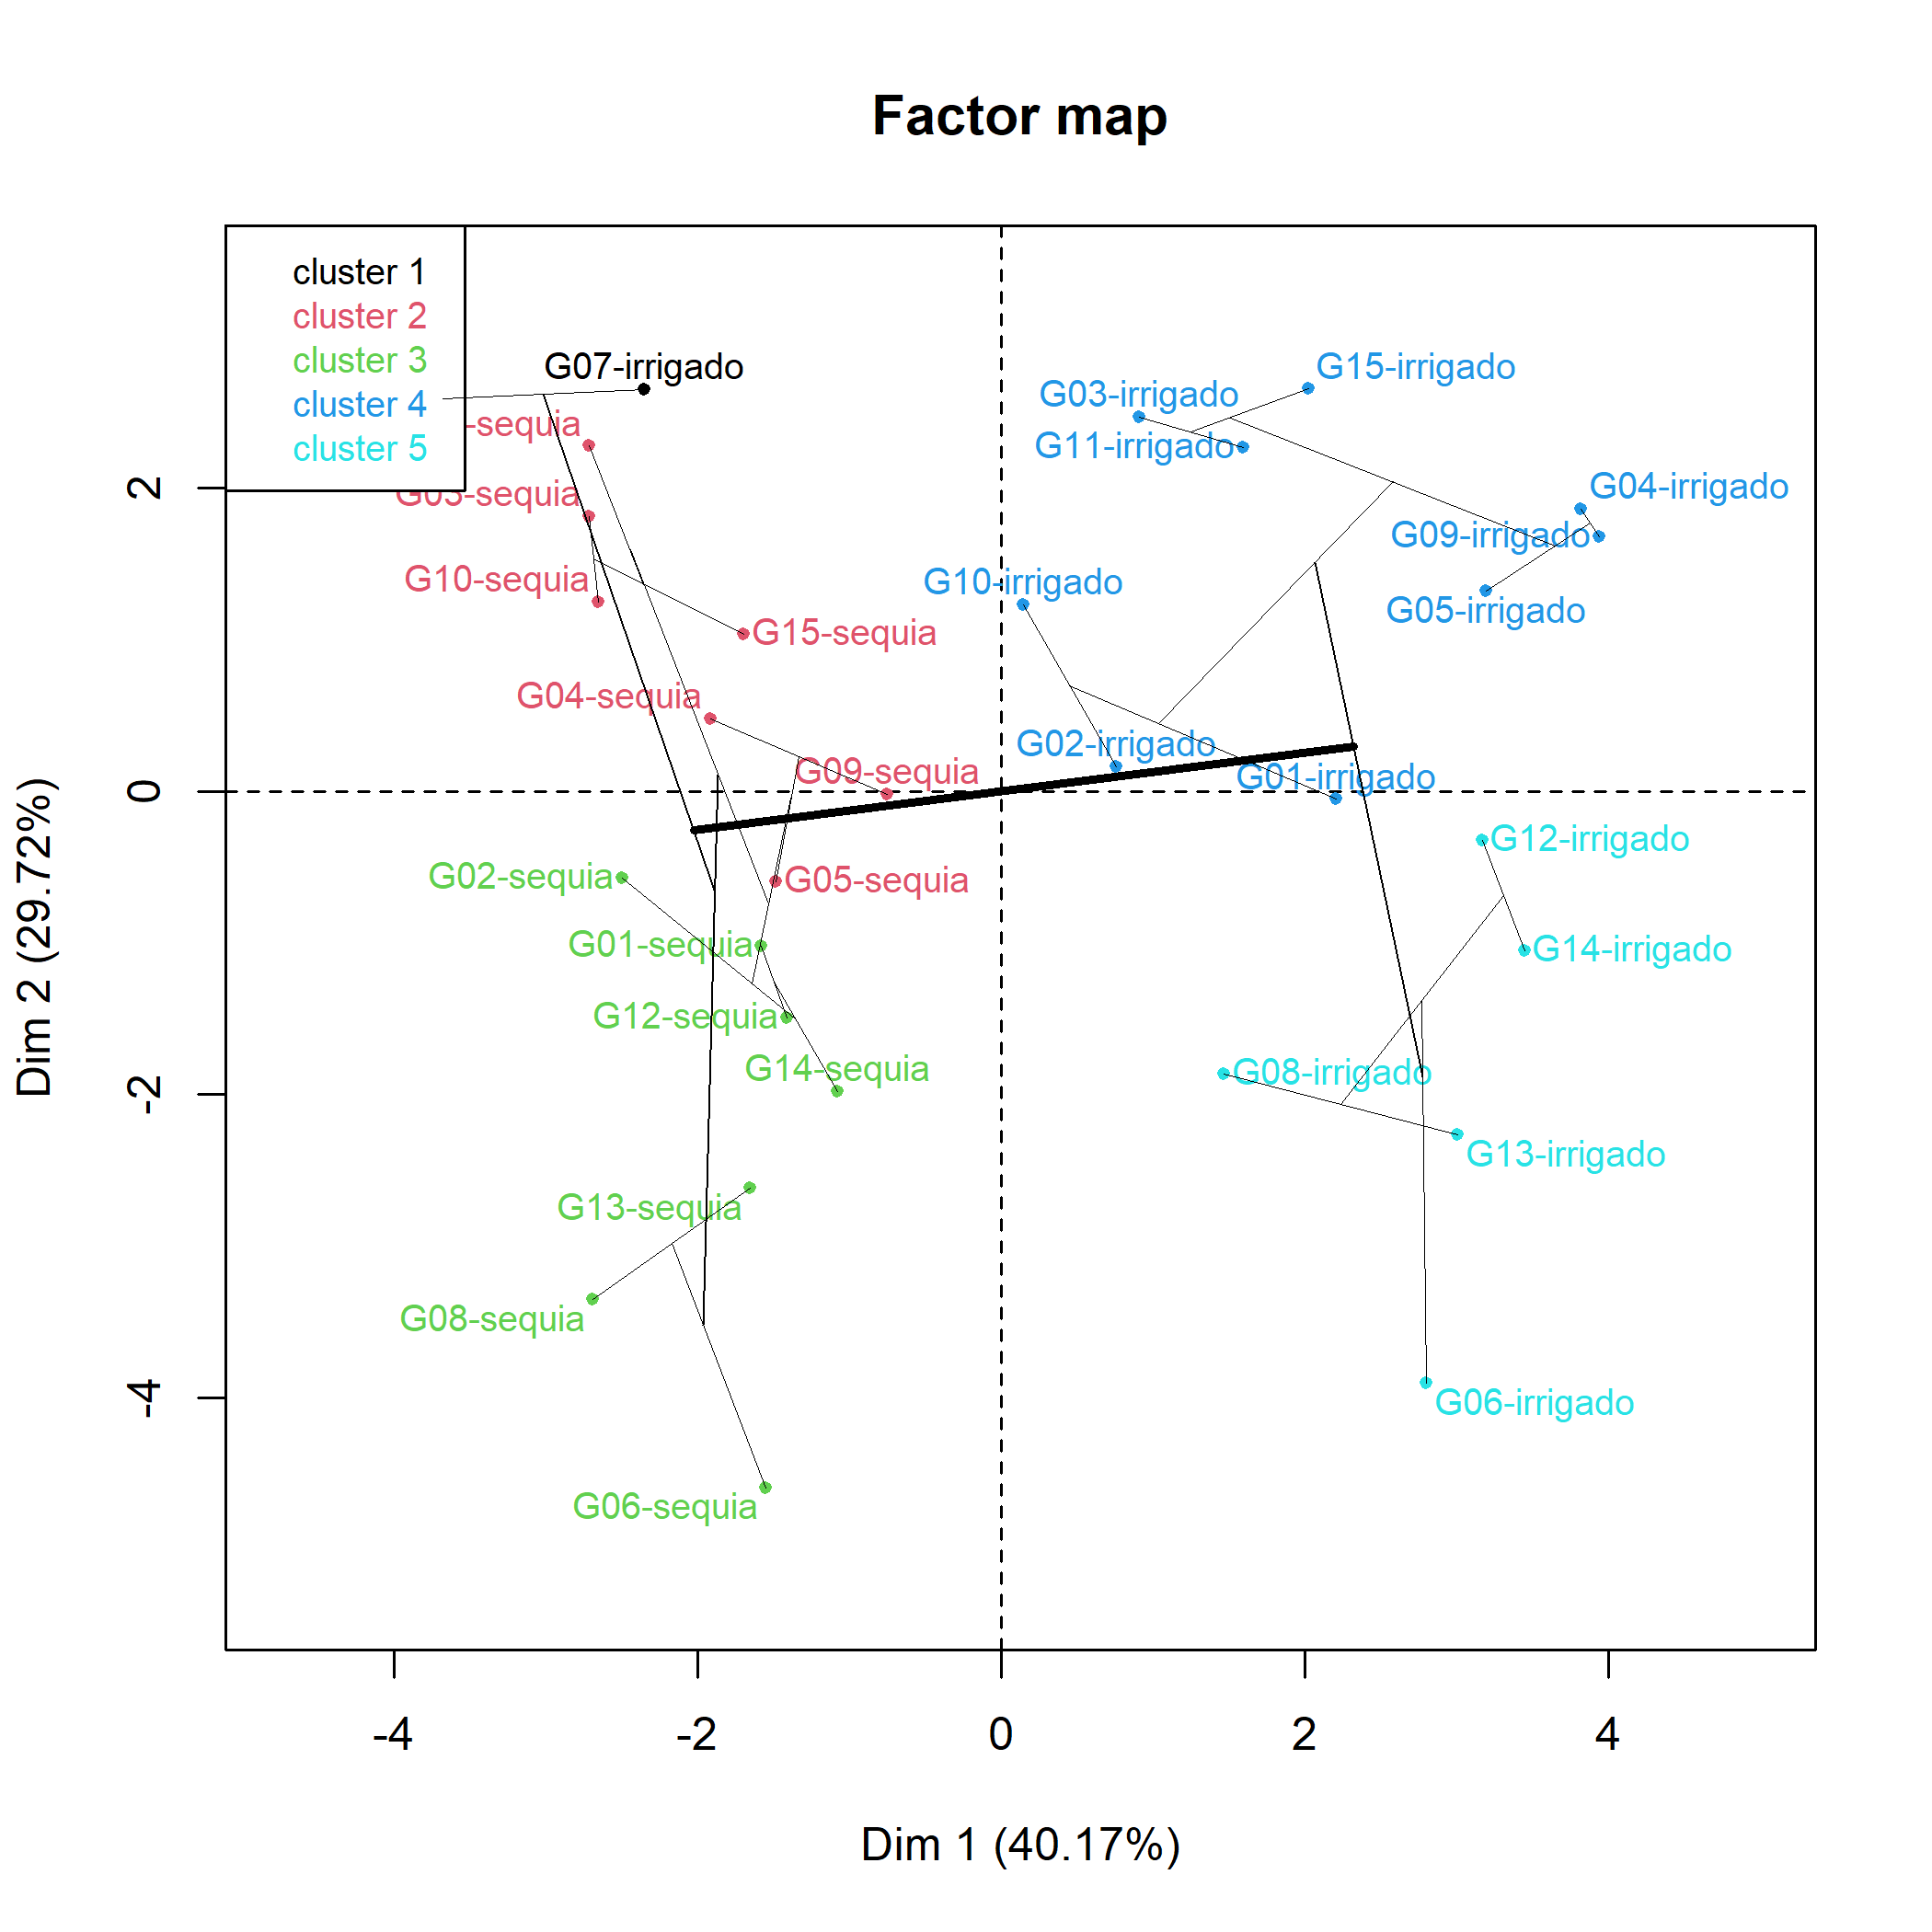 Factor map
cluster 1
cluster 2
cluster 3
cluster 4
cluster 5
G07-irrigado
-sequia
G03-sequia
G10-sequia
G15-sequia
G04-sequia
G09-sequia
G05-sequia
G02-sequia
G01-sequia
G12-sequia
G14-sequia
G13-sequia
G08-sequia
G06-sequia
G15-irrigado
G03-irrigado
G11-irrigado
G04-irrigado
G09-irrigado
G05-irrigado
G10-irrigado
G02-irrigado
G01-irrigado
G12-irrigado
G14-irrigado
G08-irrigado
G13-irrigado
G06-irrigado
2
0
-2
-4
Dim 2 (29.72%)
-4
-2
0
2
4
Dim 1 (40.17%)